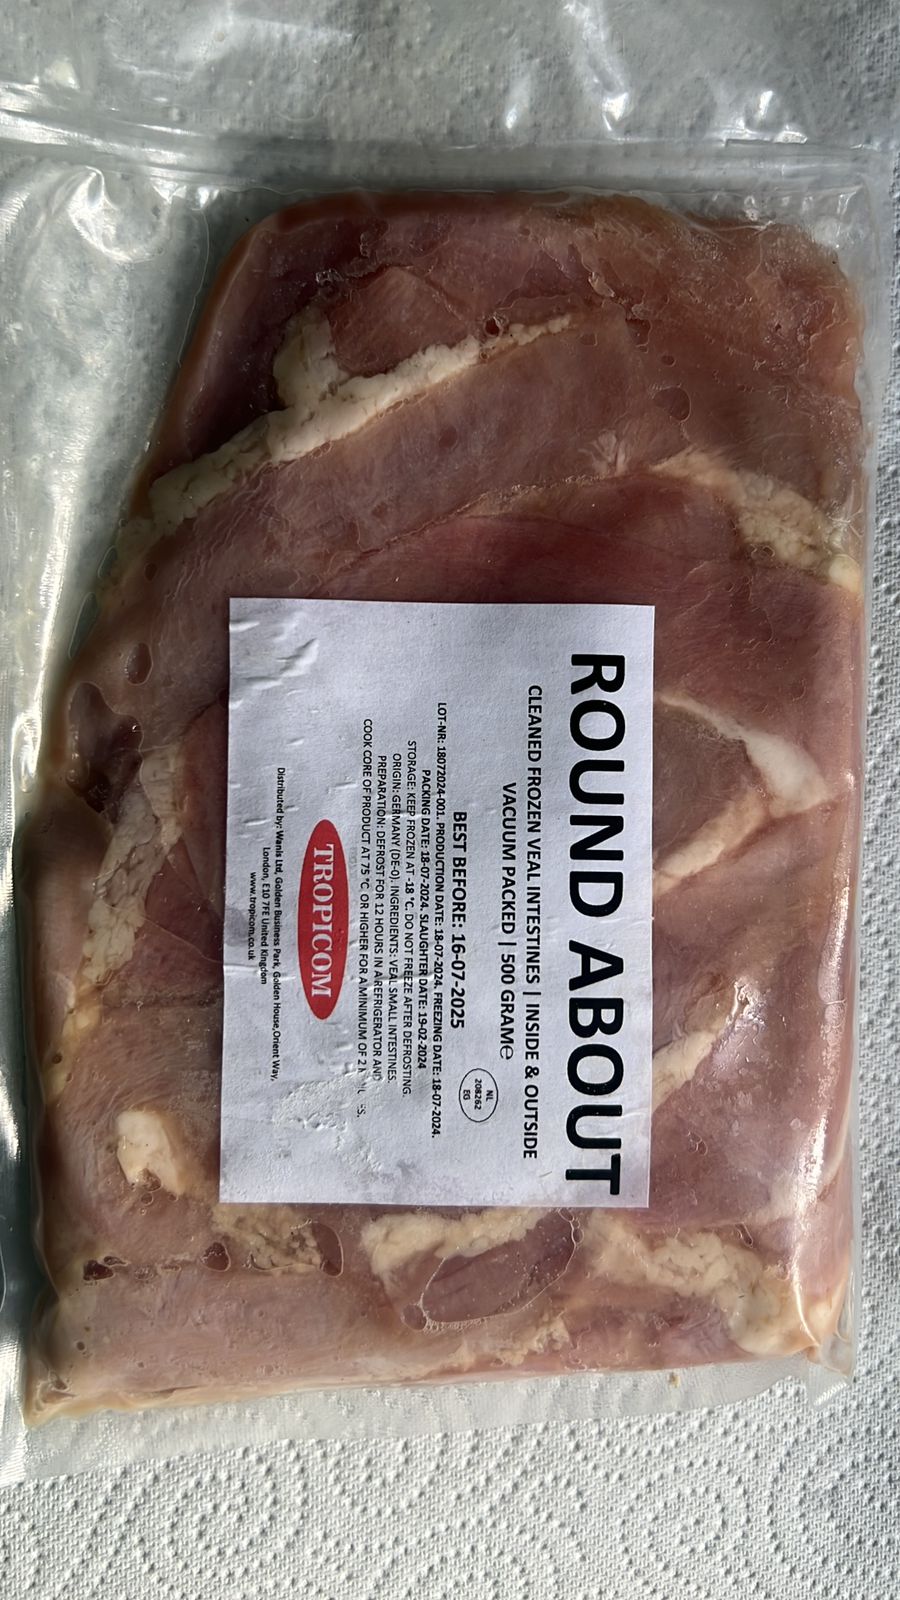 ROUND ABOUT
CLEANED FROZEN VEAL INTESTINES | INSIDE & OUTSIDE
VACUUM PACKED | 500 GRAM℮
BEST BEFORE: 16-07-2025
NL
208262
EG
LOT-NR: 18072024-001. PRODUCTION DATE: 18-07-2024. FREEZING DATE: 18-07-2024.
PACKING DATE: 18-07-2024. SLAUGHTER DATE: 19-02-2024
STORAGE: KEEP FROZEN AT -18 °C. DO NOT FREEZE AFTER DEFROSTING.
ORIGIN: GERMANY (DE-0). INGREDIENTS: VEAL SMALL INTESTINES.
PREPARATION: DEFROST FOR 12 HOURS IN A REFRIGERATOR AND
COOK CORE OF PRODUCT AT 75 °C OR HIGHER FOR A MINIMUM OF 2
TROPICOM
Distributed by: Wanis Ltd, Golden Business Park, Golden House,Orient Way,
London, E10 7FE United Kingdom
www.tropicom.co.uk